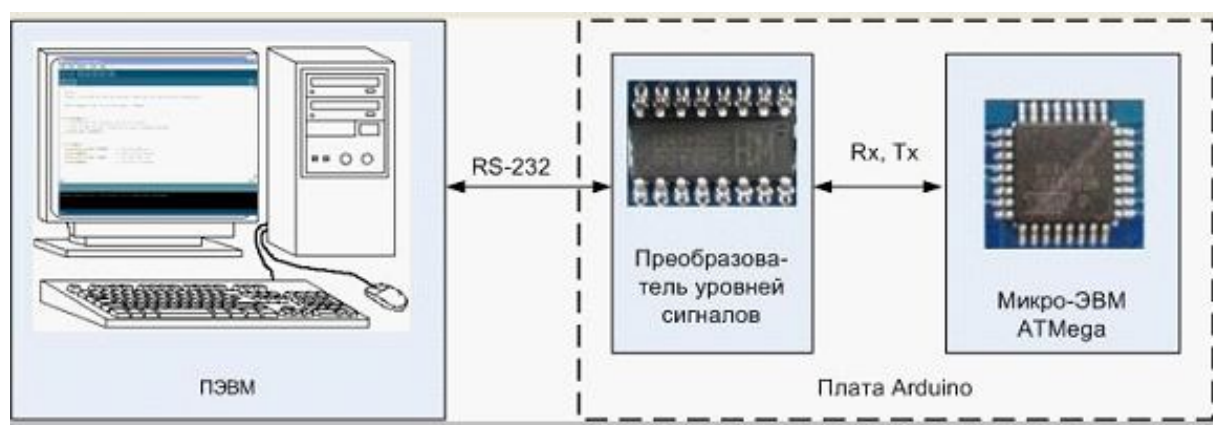 ПЭВМ
RS-232
Преобразова-
тель уровней
сигналов
Rx, Tx
Микро-ЭВМ
ATMega
Плата Arduino